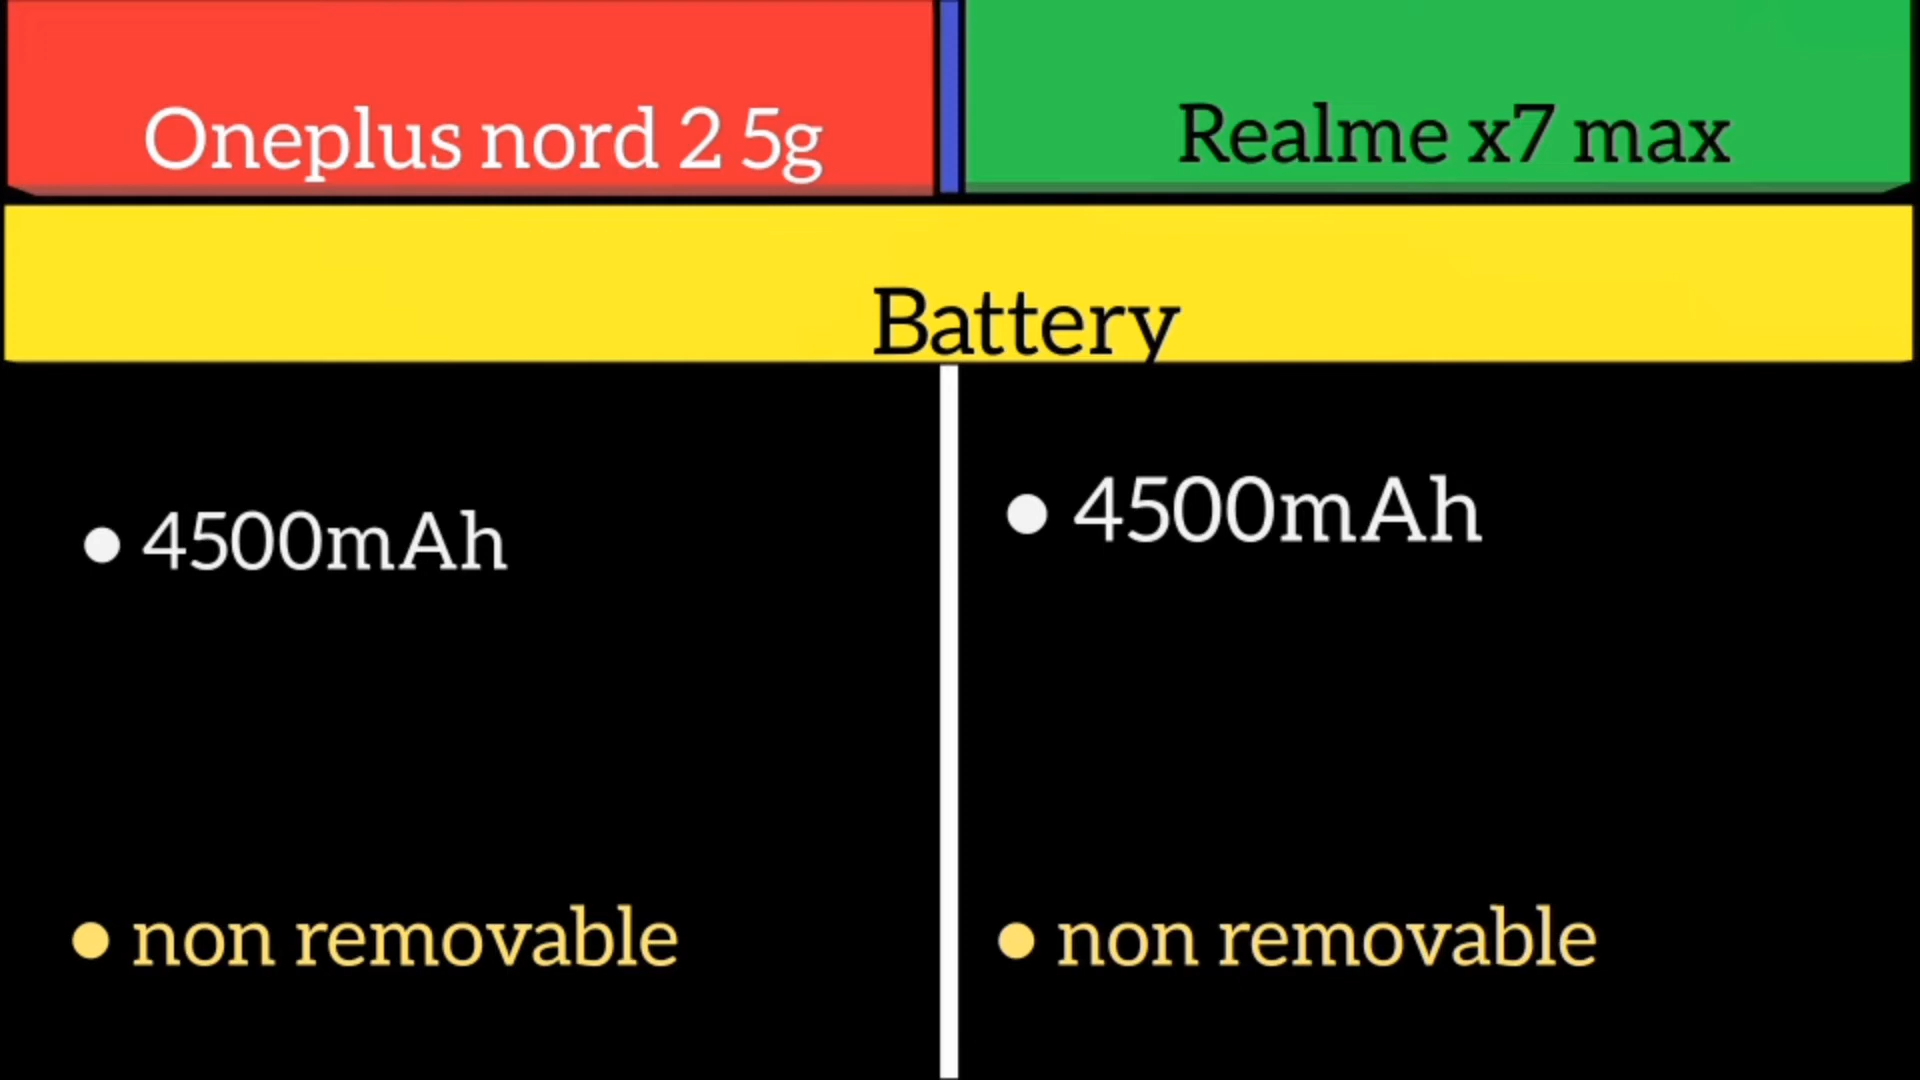 Oneplus nord 2 5g
Realme x7 max
Battery
• 4500mAh
• 4500mAh
• non removable
• non removable